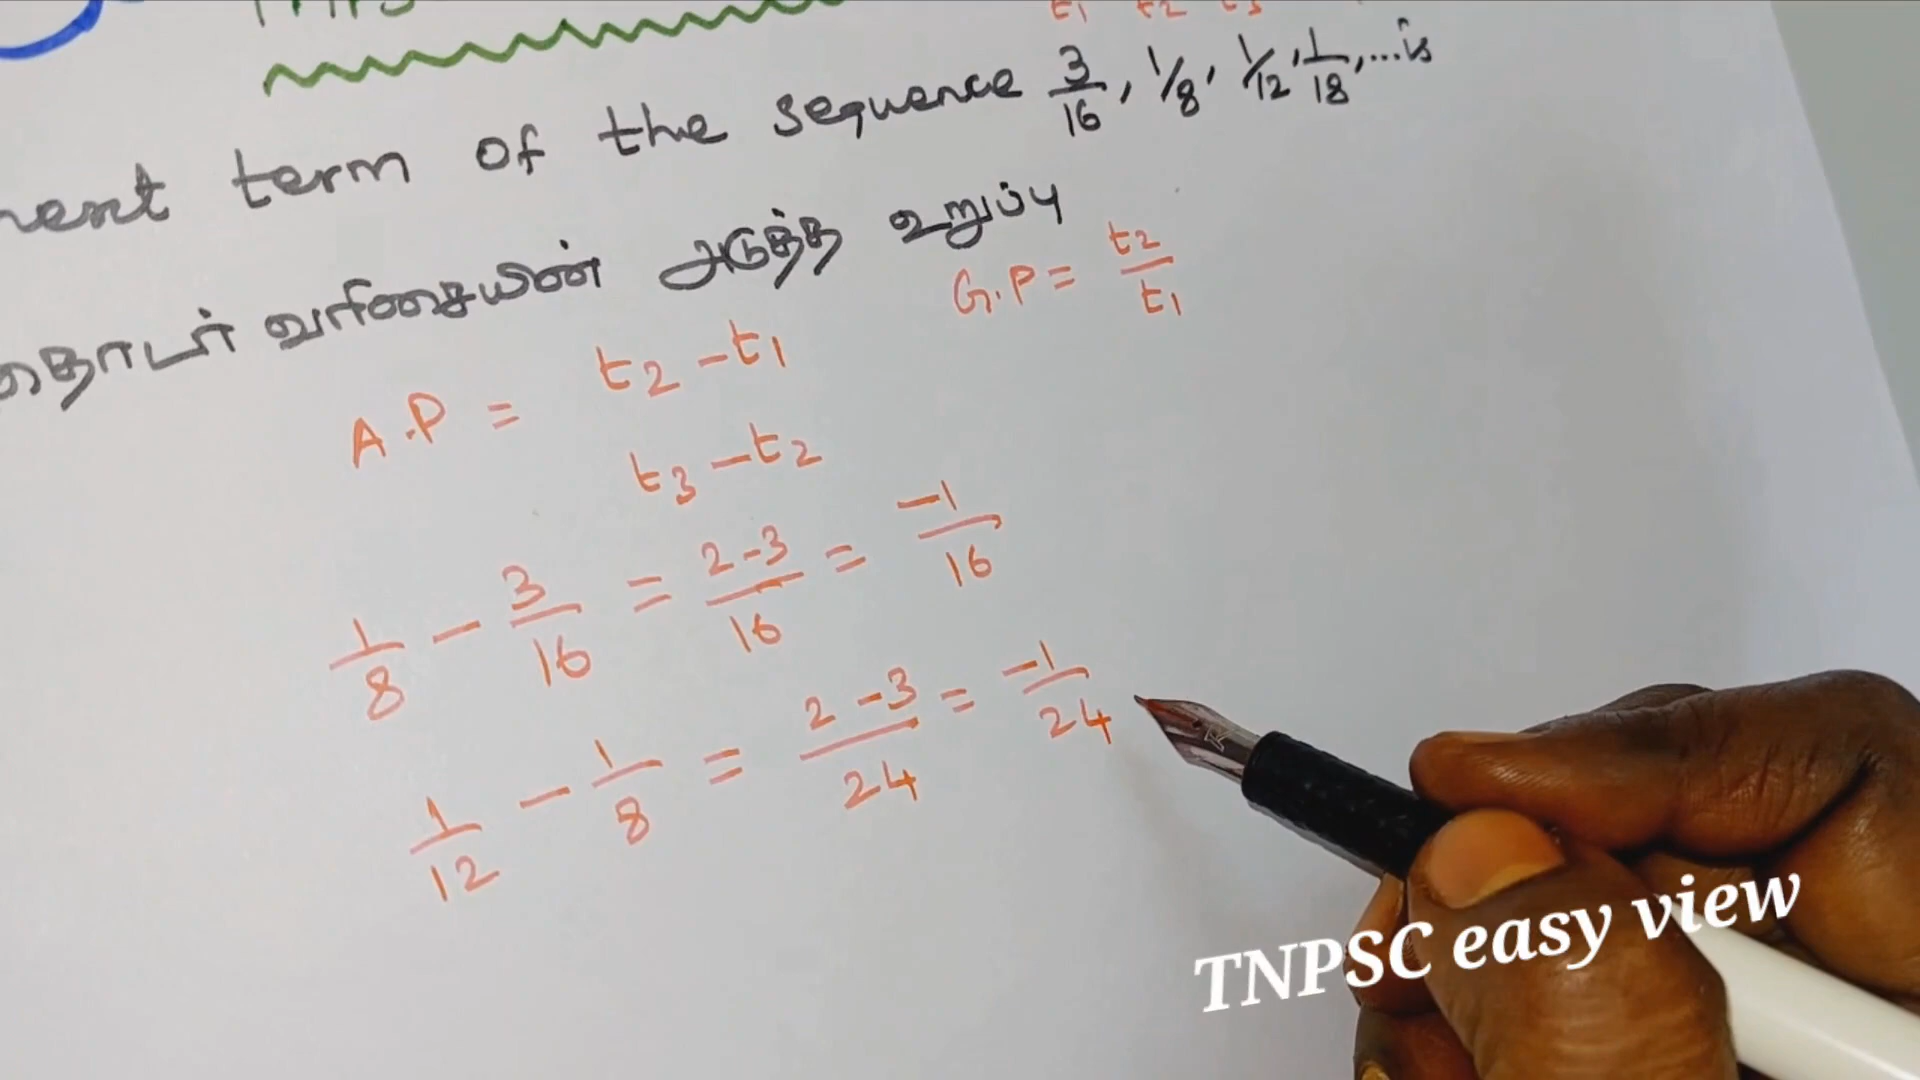 t1 t2 t3
next term of the sequence 3/16, 1/8, 1/12, 1/18, ...is
தொடர் வரிசையின் அடுத்த உறுப்பு
G.P = t2/t1
A.P = t2 - t1
t3 - t2
1/8 - 3/16 = 2-3/16 = -1/16
1/12 - 1/8 = 2-3/24 = -1/24
TNPSC easy view